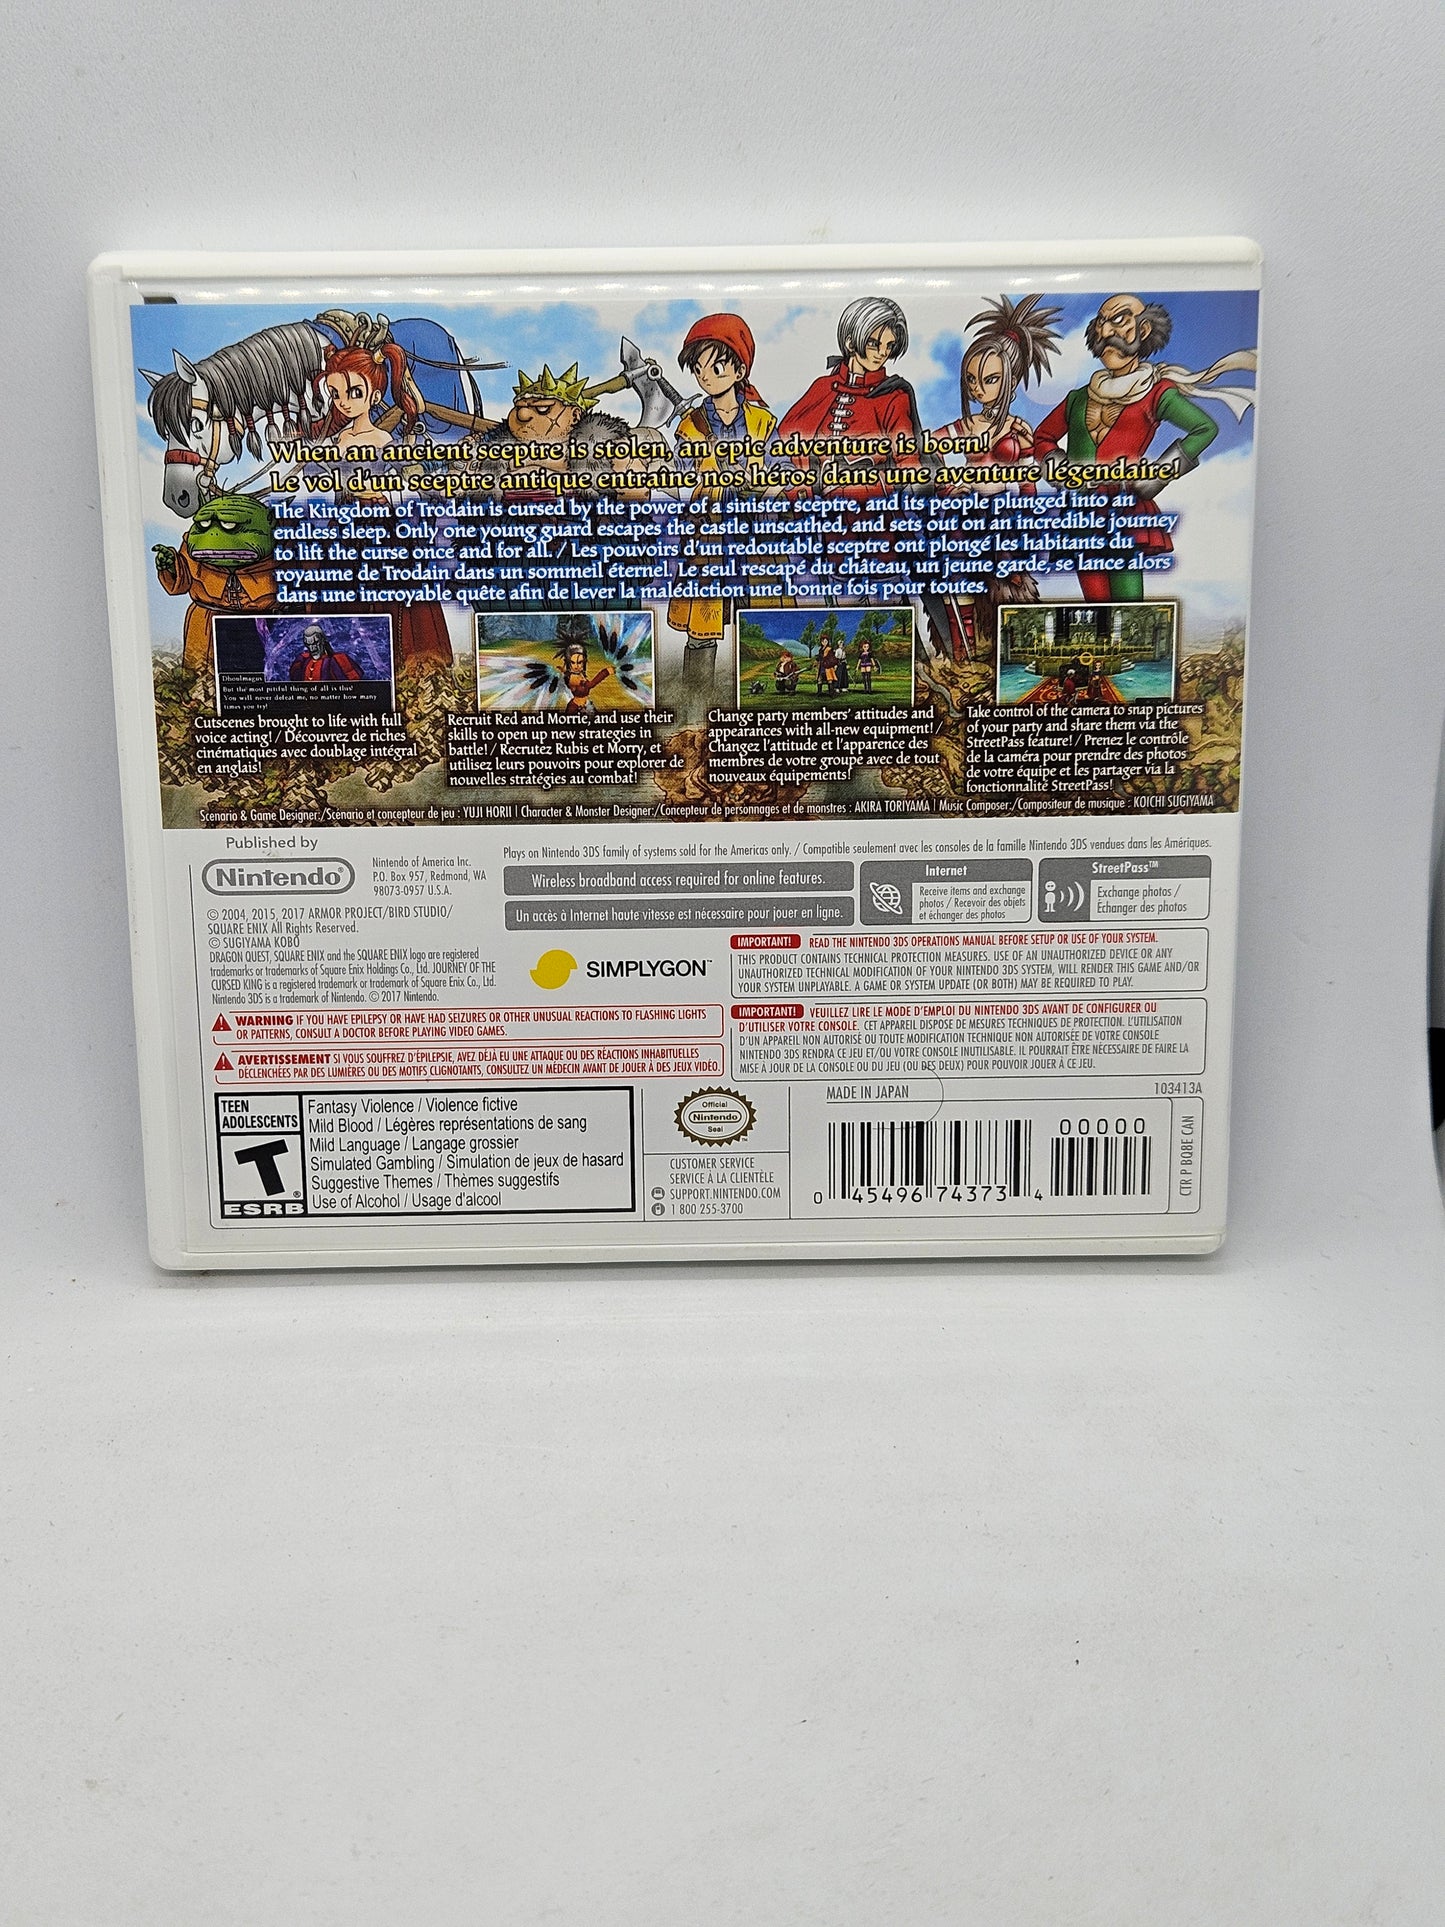 When an ancient sceptre is stolen, an epic adventure is born!
Le vol d'un sceptre antique entraîne nos héros dans une aventure légendaire!
The Kingdom of Trodain is cursed by the power of a sinister sceptre, and its people plunged into an
endless sleep. Only one young guard escapes the castle unscathed, and sets out on an incredible journey
to lift the curse once and for all. / Les pouvoirs d'un redoutable sceptre ont plongé les habitants du
royaume de Trodain dans un sommeil éternel. Le seul rescapé du château, un jeune garde, se lance alors
dans une incroyable quête afin de lever la malédiction une bonne fois pour toutes.
Dhoulmagus
But the most pitiful thing of all is this!
You will never defeat me, no matter how many
times you try!
Cutscenes brought to life with full
voice acting! / Découvrez de riches
cinématiques avec doublage intégral
en anglais!
Recruit Red and Morrie, and use their
skills to open up new strategies in
battle! / Recrutez Rubis et Morry, et
utilisez leurs pouvoirs pour explorer de
nouvelles stratégies au combat!
Change party members' attitudes and
appearances with all-new equipment! /
Changez l'attitude et l'apparence des
membres de votre groupe avec de tout
nouveaux équipements!
Take control of the camera to snap pictures
of your party and share them via the
StreetPass feature! / Prenez le contrôle
de la caméra pour prendre des photos
de votre équipe et les partager via la
fonctionnalité StreetPass!
Scenario & Game Designer:/Scénario et concepteur de jeu : YUJI HORII | Character & Monster Designer:/Concepteur de personnages et de monstres : AKIRA TORIYAMA | Music Composer:/Compositeur de musique : KOICHI SUGIYAMA
Published by
Nintendo®
Nintendo of America Inc.
P.O. Box 957, Redmond, WA
98073-0957 U.S.A.
Plays on Nintendo 3DS family of systems sold for the Americas only. / Compatible seulement avec les consoles de la famille Nintendo 3DS vendues dans les Amériques.
Wireless broadband access required for online features.
Un accès à Internet haute vitesse est nécessaire pour jouer en ligne.
Internet
Receive items and exchange
photos / Recevoir des objets
et échanger des photos
StreetPass™
Exchange photos /
Échanger des photos
© 2004, 2015, 2017 ARMOR PROJECT/BIRD STUDIO/
SQUARE ENIX All Rights Reserved.
© SUGIYAMA KOBO
DRAGON QUEST, SQUARE ENIX and the SQUARE ENIX logo are registered
trademarks or trademarks of Square Enix Holdings Co., Ltd. JOURNEY OF THE
CURSED KING is a registered trademark or trademark of Square Enix Co., Ltd.
Nintendo 3DS is a trademark of Nintendo. © 2017 Nintendo.
SIMPLYGON™
IMPORTANT! READ THE NINTENDO 3DS OPERATIONS MANUAL BEFORE SETUP OR USE OF YOUR SYSTEM.
THIS PRODUCT CONTAINS TECHNICAL PROTECTION MEASURES. USE OF AN UNAUTHORIZED DEVICE OR ANY
UNAUTHORIZED TECHNICAL MODIFICATION OF YOUR NINTENDO 3DS SYSTEM, WILL RENDER THIS GAME AND/OR
YOUR SYSTEM UNPLAYABLE. A GAME OR SYSTEM UPDATE (OR BOTH) MAY BE REQUIRED TO PLAY.
IMPORTANT! VEUILLEZ LIRE LE MODE D'EMPLOI DU NINTENDO 3DS AVANT DE CONFIGURER OU
D'UTILISER VOTRE CONSOLE. CET APPAREIL DISPOSE DE MESURES TECHNIQUES DE PROTECTION. L'UTILISATION
D'UN APPAREIL NON AUTORISÉ OU TOUTE MODIFICATION TECHNIQUE NON AUTORISÉE DE VOTRE CONSOLE
NINTENDO 3DS RENDRA CE JEU ET/OU VOTRE CONSOLE INUTILISABLE. IL POURRAIT ÊTRE NÉCESSAIRE DE FAIRE LA
MISE À JOUR DE LA CONSOLE OU DU JEU (OU DES DEUX) POUR POUVOIR JOUER À CE JEU.
WARNING IF YOU HAVE EPILEPSY OR HAVE HAD SEIZURES OR OTHER UNUSUAL REACTIONS TO FLASHING LIGHTS
OR PATTERNS, CONSULT A DOCTOR BEFORE PLAYING VIDEO GAMES.
AVERTISSEMENT SI VOUS SOUFFREZ D'ÉPILEPSIE, AVEZ DÉJÀ EU UNE ATTAQUE OU DES RÉACTIONS INHABITUELLES
DÉCLENCHÉES PAR DES LUMIÈRES OU DES MOTIFS CLIGNOTANTS, CONSULTEZ UN MÉDECIN AVANT DE JOUER À DES JEUX VIDÉO.
TEEN
ADOLESCENTS
T
®
ESRB
Fantasy Violence / Violence fictive
Mild Blood / Légères représentations de sang
Mild Language / Langage grossier
Simulated Gambling / Simulation de jeux de hasard
Suggestive Themes / Thèmes suggestifs
Use of Alcohol / Usage d'alcool
Official
Nintendo
Seal
™
CUSTOMER SERVICE
SERVICE À LA CLIENTÈLE
SUPPORT.NINTENDO.COM
1 800 255-3700
MADE IN JAPAN
103413A
00000
0 45496 74373 4
CTR P BQBE CAN